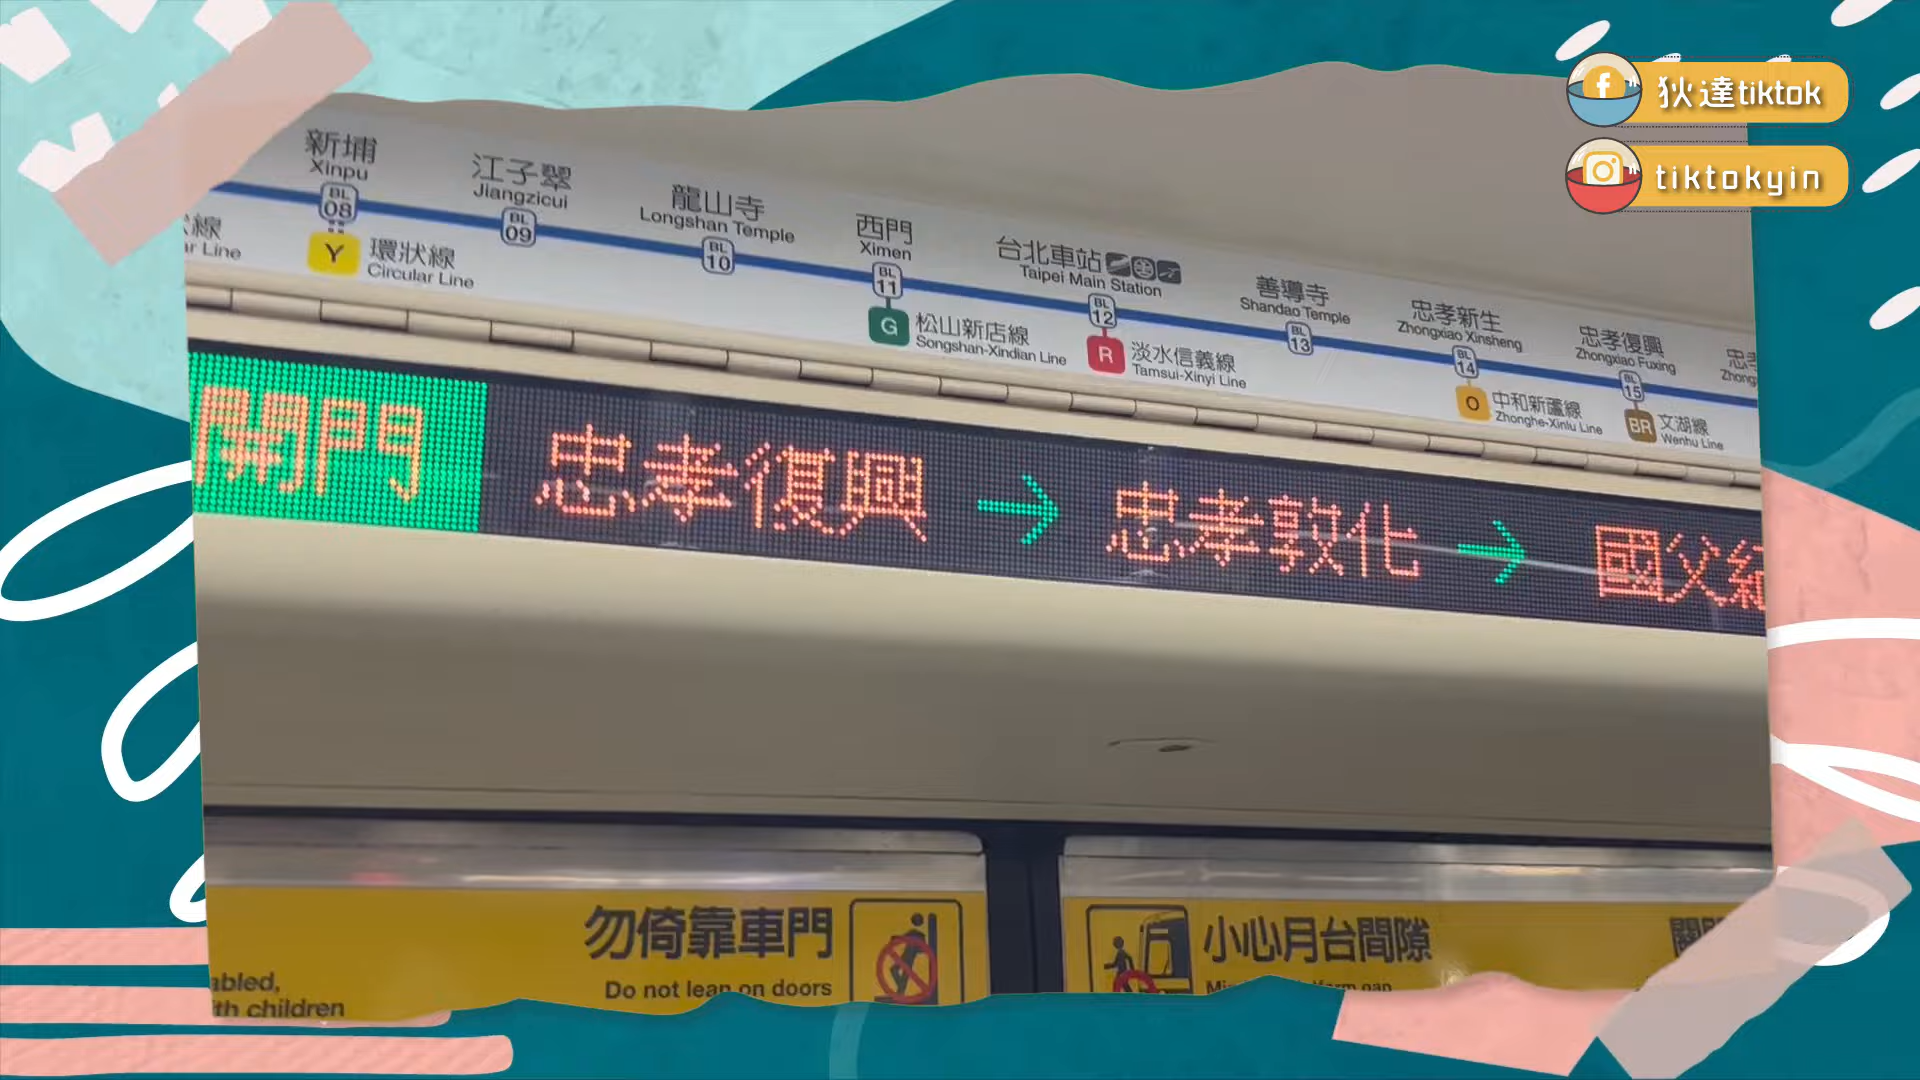 狄達tiktok
tiktokyin
新埔
Xinpu
BL
08
Y
環狀線
Circular Line
江子翠
Jiangzicui
BL
09
龍山寺
Longshan Temple
BL
10
西門
Ximen
BL
11
G
松山新店線
Songshan-Xindian Line
台北車站
Taipei Main Station
BL
12
R
淡水信義線
Tamsui-Xinyi Line
善導寺
Shandao Temple
BL
13
忠孝新生
Zhongxiao Xinsheng
BL
14
O
中和新蘆線
Zhonghe-Xinlu Line
忠孝復興
Zhongxiao Fuxing
BL
15
BR
文湖線
Wenhu Line
線
Line
開門 忠孝復興 → 忠孝敦化 → 國父紀
勿倚靠車門
Do not lean on doors
小心月台間隙
children